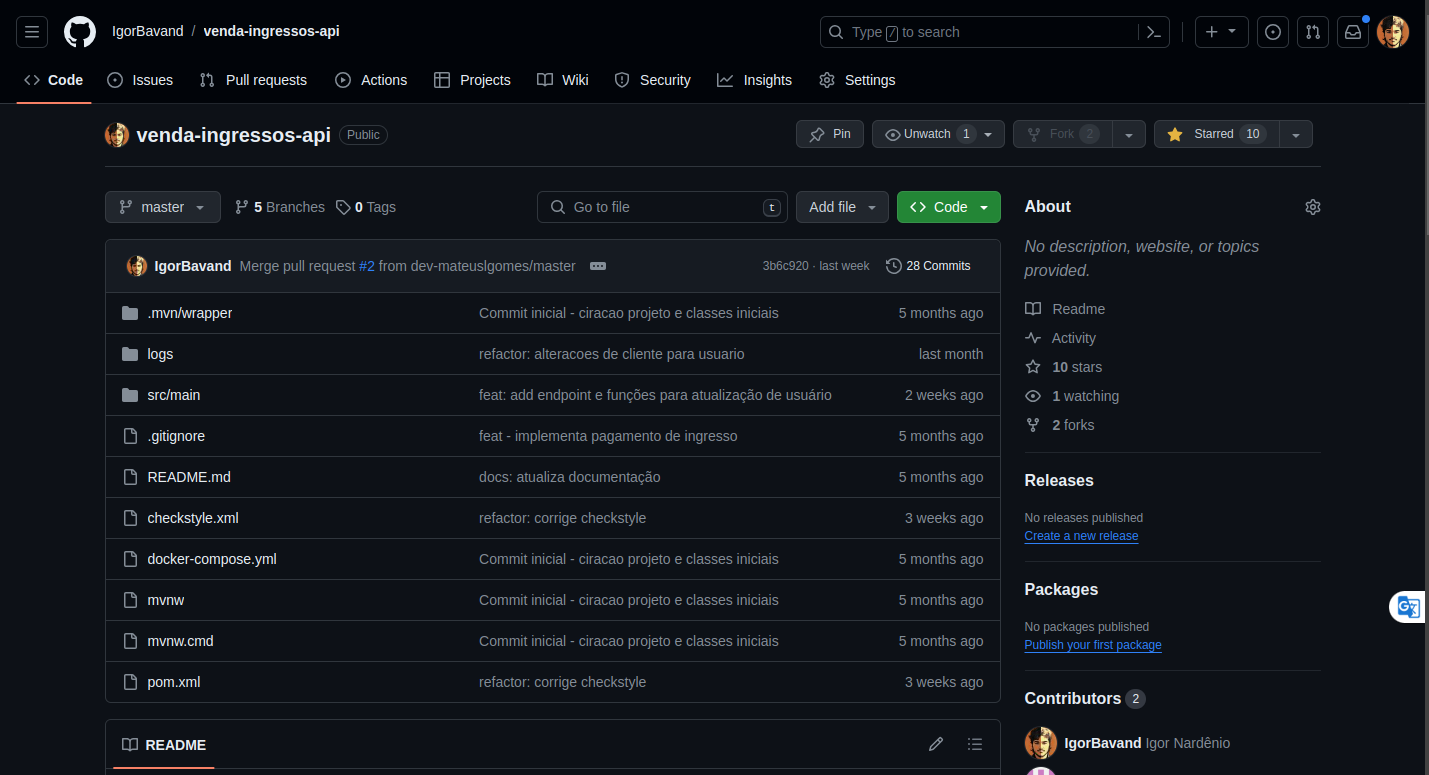 IgorBavand / venda-ingressos-api
Type / to search
Code Issues Pull requests Actions Projects Wiki Security Insights Settings
venda-ingressos-api Public
Pin Unwatch 1 Fork 2 Starred 10
master 5 Branches 0 Tags Go to file t Add file Code
IgorBavand Merge pull request #2 from dev-mateuslgomes/master 3b6c920 · last week 28 Commits
.mvn/wrapper Commit inicial - ciracao projeto e classes iniciais 5 months ago
logs refactor: alteracoes de cliente para usuario last month
src/main feat: add endpoint e funções para atualização de usuário 2 weeks ago
.gitignore feat - implementa pagamento de ingresso 5 months ago
README.md docs: atualiza documentação 5 months ago
checkstyle.xml refactor: corrige checkstyle 3 weeks ago
docker-compose.yml Commit inicial - ciracao projeto e classes iniciais 5 months ago
mvnw Commit inicial - ciracao projeto e classes iniciais 5 months ago
mvnw.cmd Commit inicial - ciracao projeto e classes iniciais 5 months ago
pom.xml refactor: corrige checkstyle 3 weeks ago
README
About
No description, website, or topics
provided.
Readme
Activity
10 stars
1 watching
2 forks
Releases
No releases published
Create a new release
Packages
No packages published
Publish your first package
Contributors 2
IgorBavand Igor Nardênio